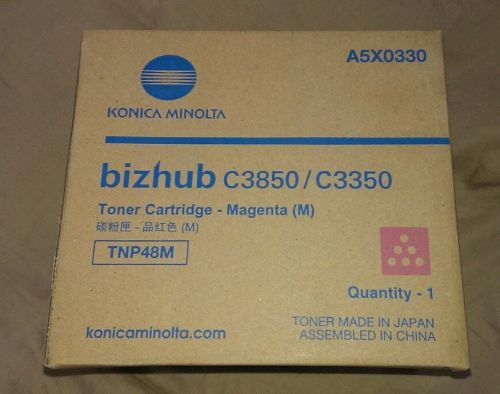 A5X0330
KONICA MINOLTA
bizhub C3850/C3350
Toner Cartridge - Magenta (M)
碳粉匣 - 品紅色 (M)
TNP48M
Quantity - 1
konicaminolta.com
TONER MADE IN JAPAN
ASSEMBLED IN CHINA